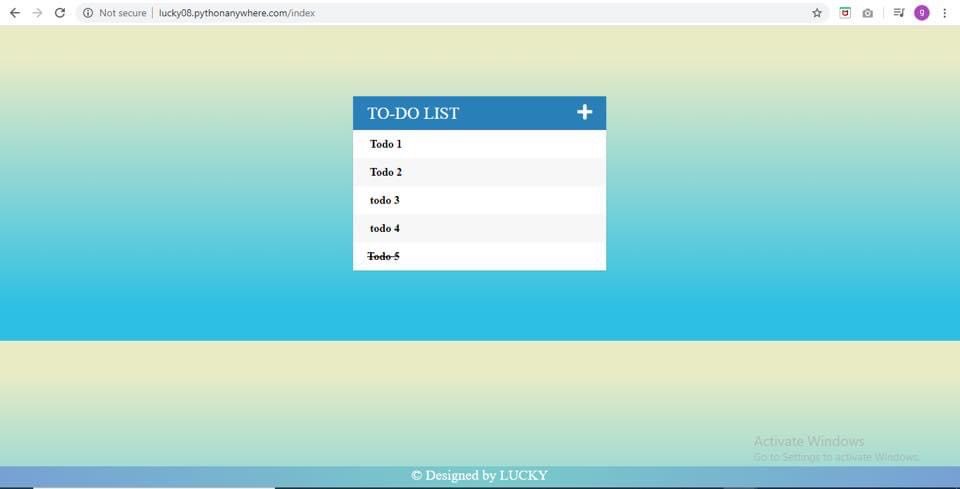 Not secure | lucky08.pythonanywhere.com/index
g
TO-DO LIST
Todo 1
Todo 2
todo 3
todo 4
Todo 5
Activate Windows
Go to Settings to activate Windows.
© Designed by LUCKY